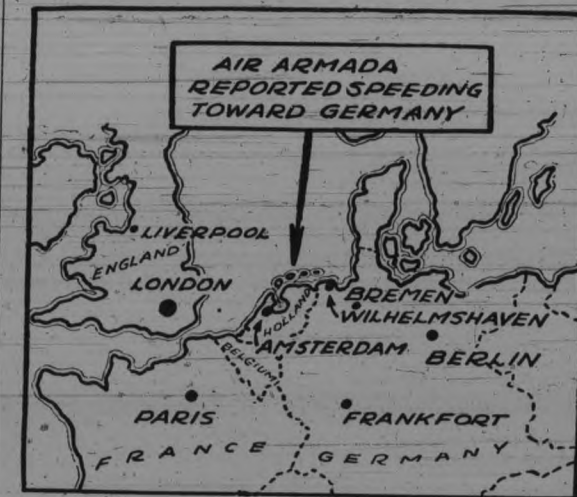 AIR ARMADA
REPORTED SPEEDING
TOWARD GERMANY
LIVERPOOL
ENGLAND
LONDON
HOLLAND
BREMEN
WILHELMSHAVEN
AMSTERDAM
BELGIUM
BERLIN
PARIS
FRANKFORT
FRANCE
GERMANY